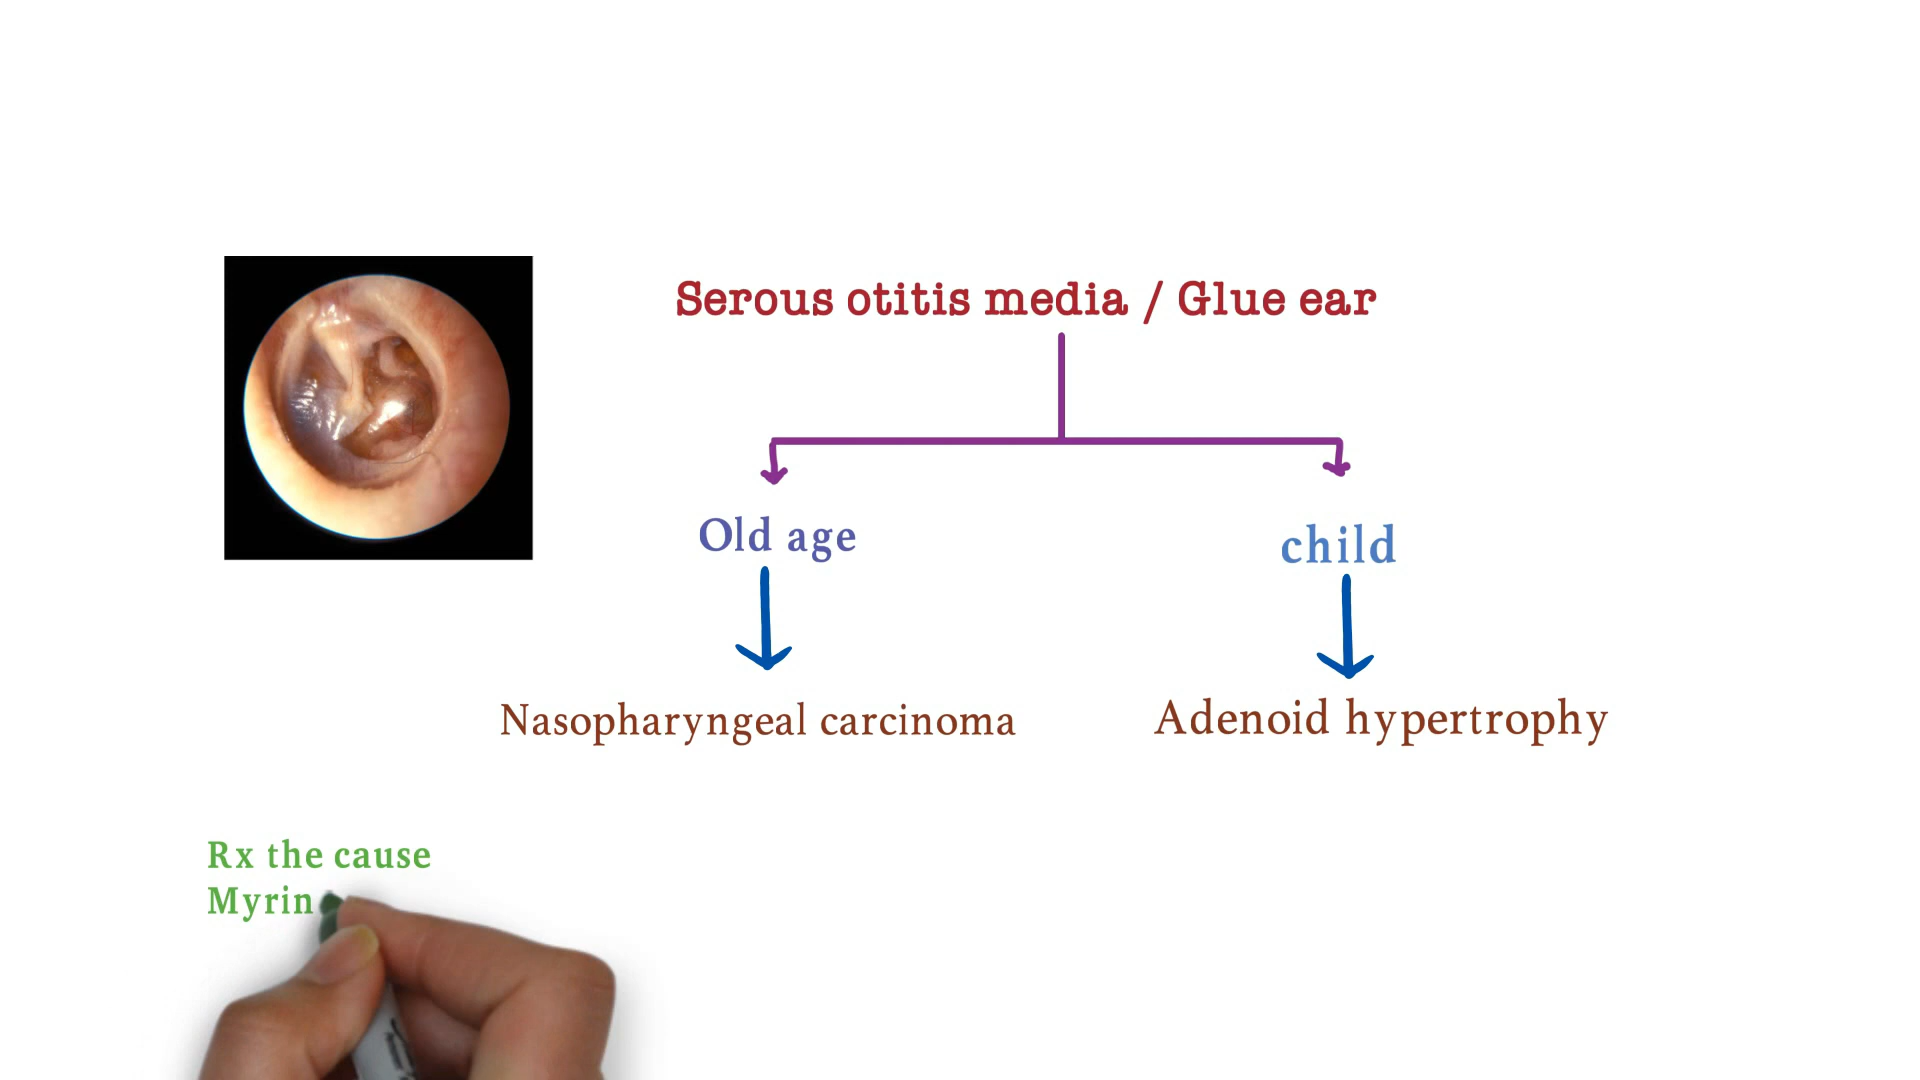 Serous otitis media / Glue ear
Old age
child
Nasopharyngeal carcinoma
Adenoid hypertrophy
Rx the cause
Myrin